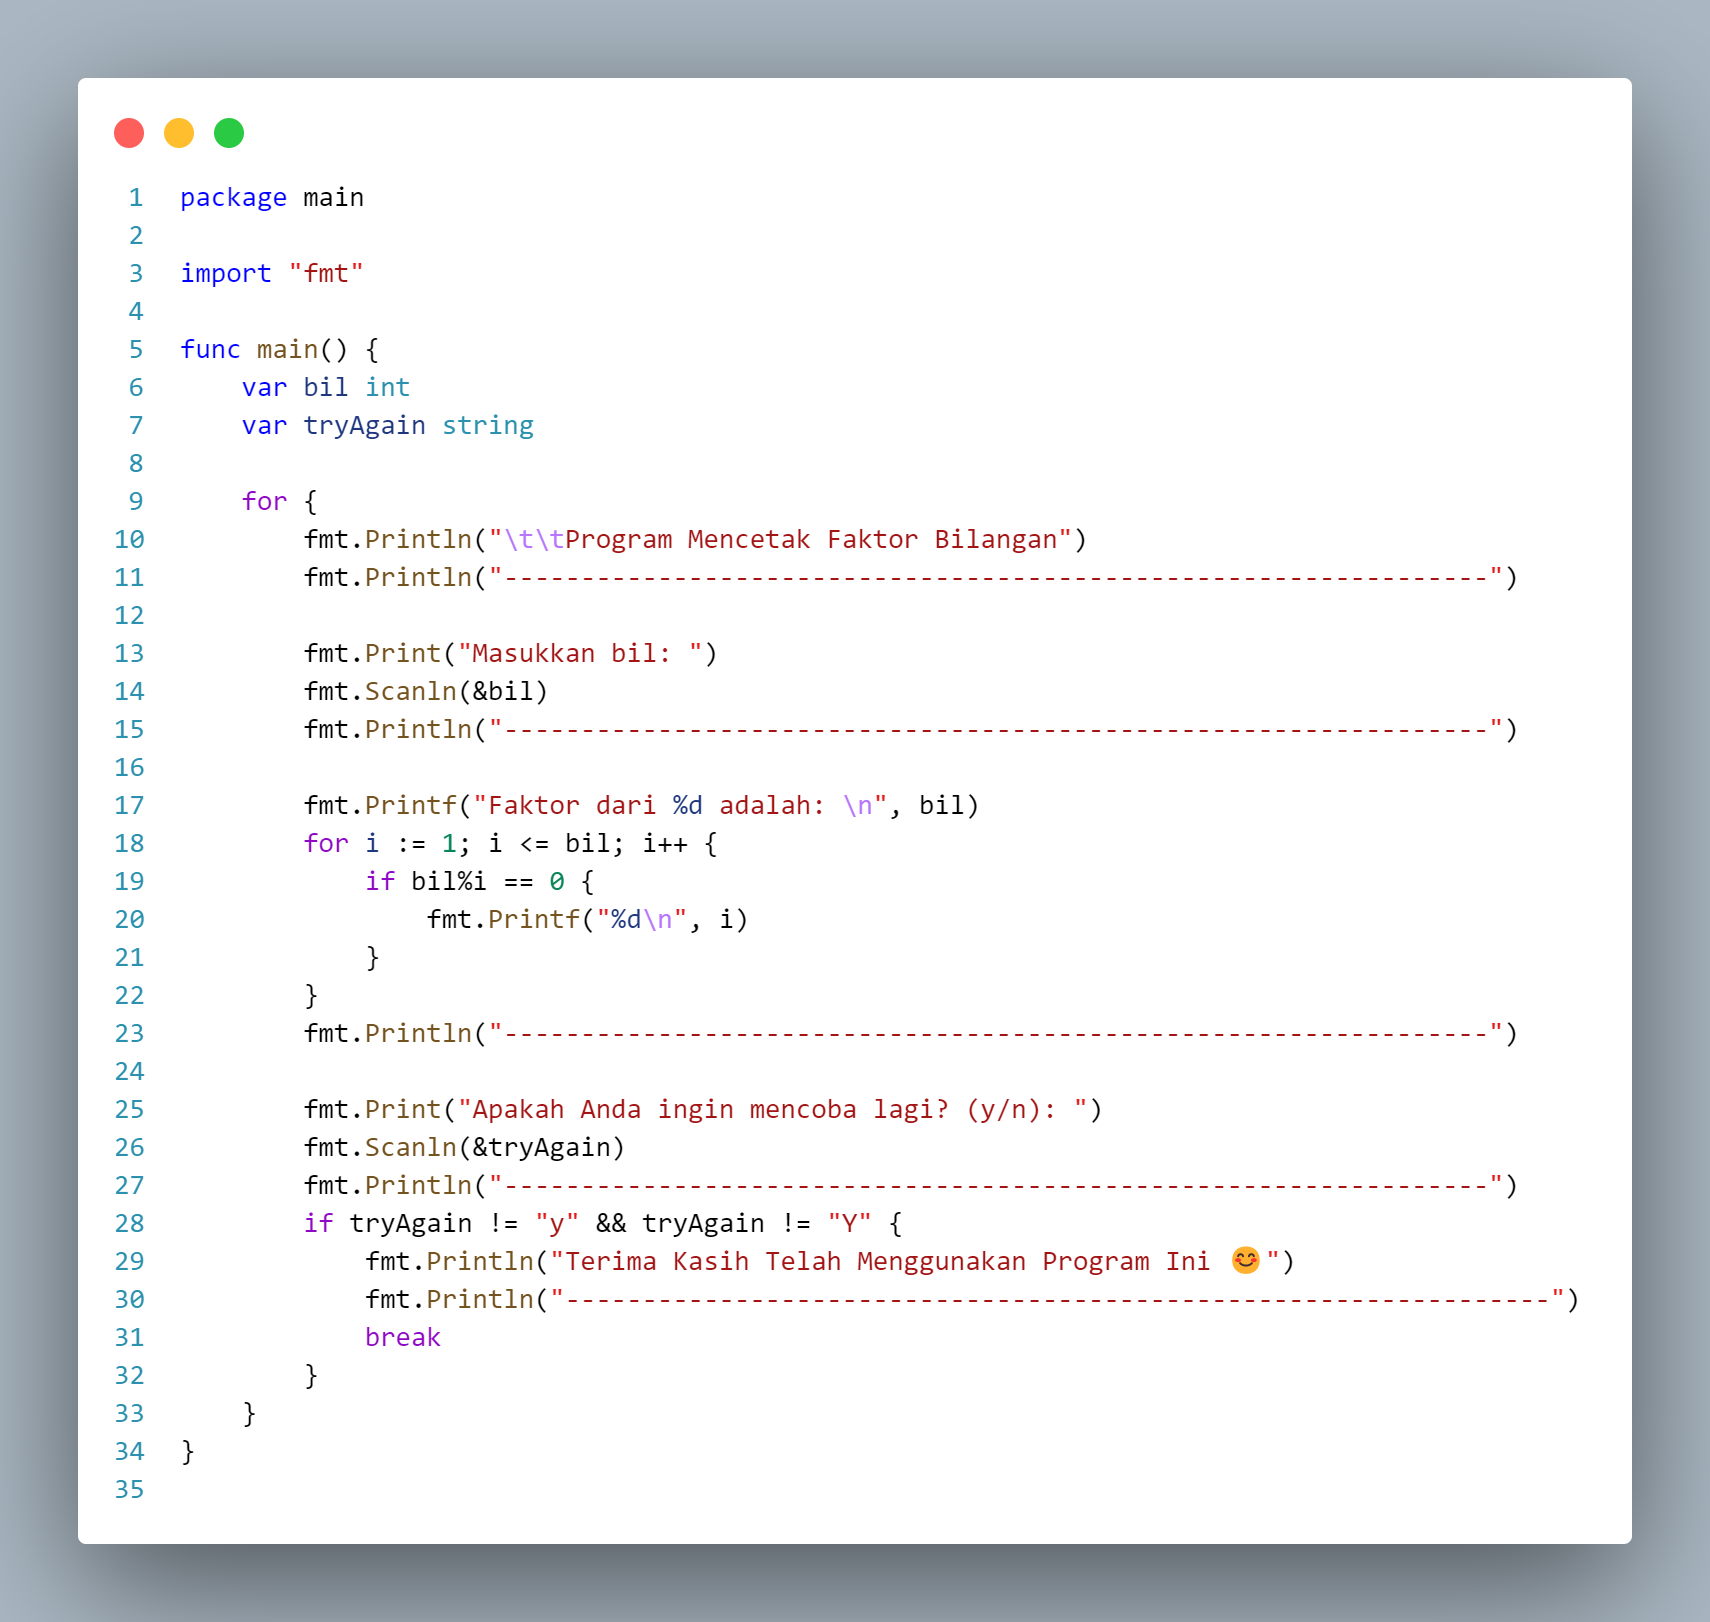 1 package main
2
3 import "fmt"
4
5 func main() {
6     var bil int
7     var tryAgain string
8
9     for {
10         fmt.Println("\t\tProgram Mencetak Faktor Bilangan")
11         fmt.Println("----------------------------------------------------------------")
12
13         fmt.Print("Masukkan bil: ")
14         fmt.Scanln(&bil)
15         fmt.Println("----------------------------------------------------------------")
16
17         fmt.Printf("Faktor dari %d adalah: \n", bil)
18         for i := 1; i <= bil; i++ {
19             if bil%i == 0 {
20                 fmt.Printf("%d\n", i)
21             }
22         }
23         fmt.Println("----------------------------------------------------------------")
24
25         fmt.Print("Apakah Anda ingin mencoba lagi? (y/n): ")
26         fmt.Scanln(&tryAgain)
27         fmt.Println("----------------------------------------------------------------")
28         if tryAgain != "y" && tryAgain != "Y" {
29             fmt.Println("Terima Kasih Telah Menggunakan Program Ini 😊")
30             fmt.Println("----------------------------------------------------------------")
31             break
32         }
33     }
34 }
35